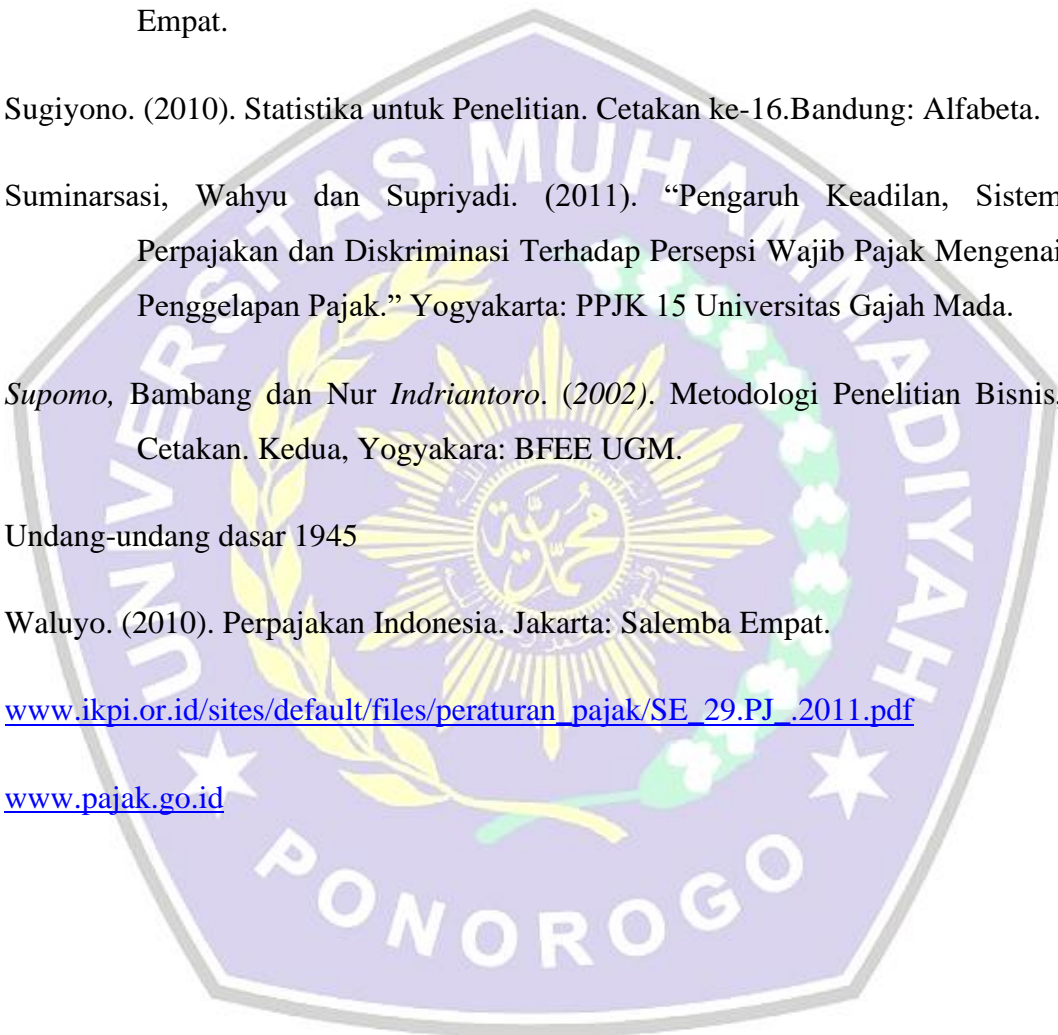 Empat.
Sugiyono. (2010). Statistika untuk Penelitian. Cetakan ke-16.Bandung: Alfabeta.
Suminarsasi, Wahyu dan Supriyadi. (2011). “Pengaruh Keadilan, Sistem
Perpajakan dan Diskriminasi Terhadap Persepsi Wajib Pajak Mengenai
Penggelapan Pajak.” Yogyakarta: PPJK 15 Universitas Gajah Mada.
Supomo, Bambang dan Nur Indriantoro. (2002). Metodologi Penelitian Bisnis,
Cetakan. Kedua, Yogyakara: BFEE UGM.
Undang-undang dasar 1945
Waluyo. (2010). Perpajakan Indonesia. Jakarta: Salemba Empat.
www.ikpi.or.id/sites/default/files/peraturan_pajak/SE_29.PJ_.2011.pdf
www.pajak.go.id
UNIVERSITAS MUHAMMADIYAH
PONOROGO
محمدية